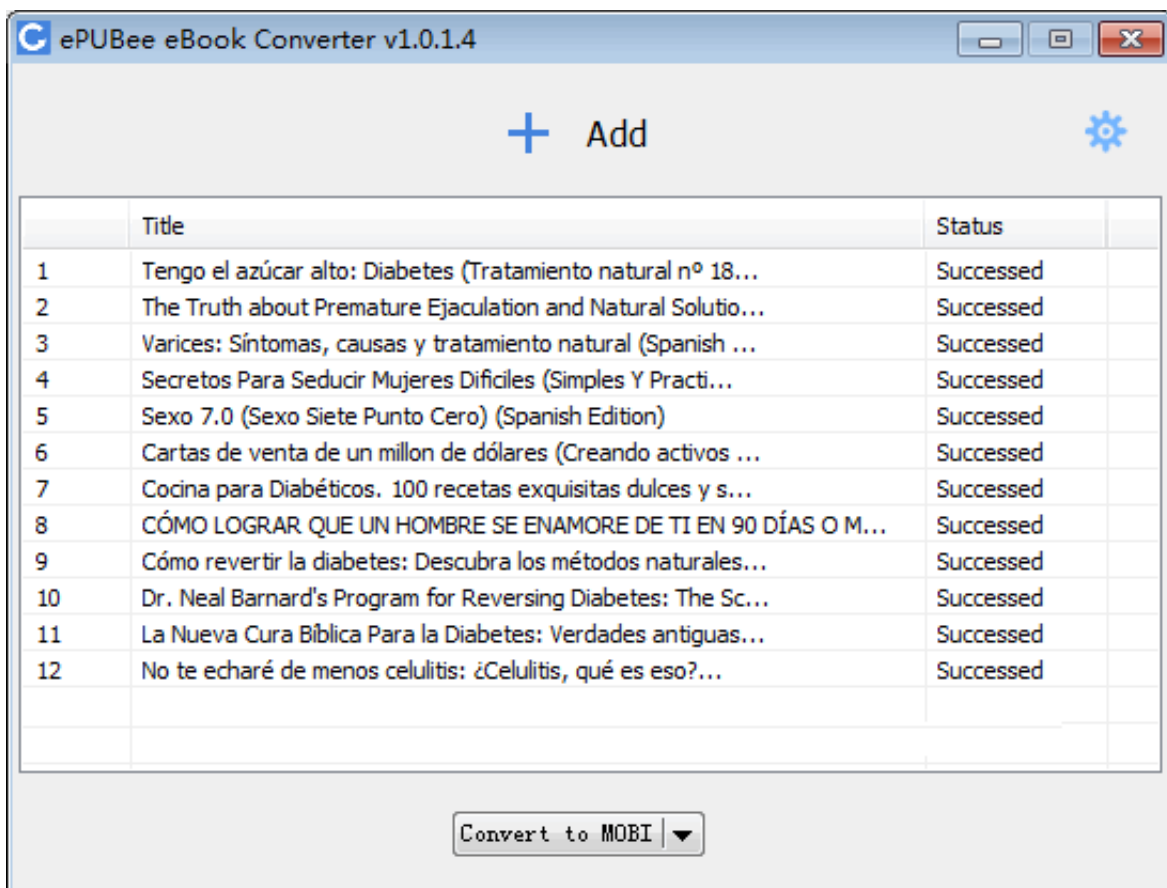 ePUBee eBook Converter v1.0.1.4
Add
Title Status
1 Tengo el azúcar alto: Diabetes (Tratamiento natural nº 18... Successed
2 The Truth about Premature Ejaculation and Natural Solutio... Successed
3 Varices: Síntomas, causas y tratamiento natural (Spanish ... Successed
4 Secretos Para Seducir Mujeres Dificiles (Simples Y Practi... Successed
5 Sexo 7.0 (Sexo Siete Punto Cero) (Spanish Edition) Successed
6 Cartas de venta de un millon de dólares (Creando activos ... Successed
7 Cocina para Diabéticos. 100 recetas exquisitas dulces y s... Successed
8 CÓMO LOGRAR QUE UN HOMBRE SE ENAMORE DE TI EN 90 DÍAS O M... Successed
9 Cómo revertir la diabetes: Descubra los métodos naturales... Successed
10 Dr. Neal Barnard's Program for Reversing Diabetes: The Sc... Successed
11 La Nueva Cura Bíblica Para la Diabetes: Verdades antiguas... Successed
12 No te echaré de menos celulitis: ¿Celulitis, qué es eso?... Successed
Convert to MOBI